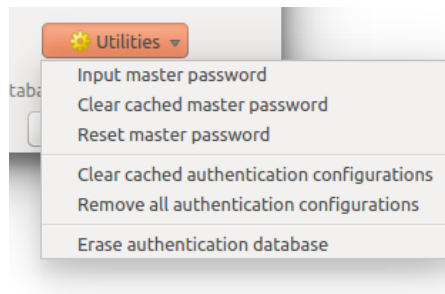 Utilities
Input master password
Clear cached master password
Reset master password
Clear cached authentication configurations
Remove all authentication configurations
Erase authentication database